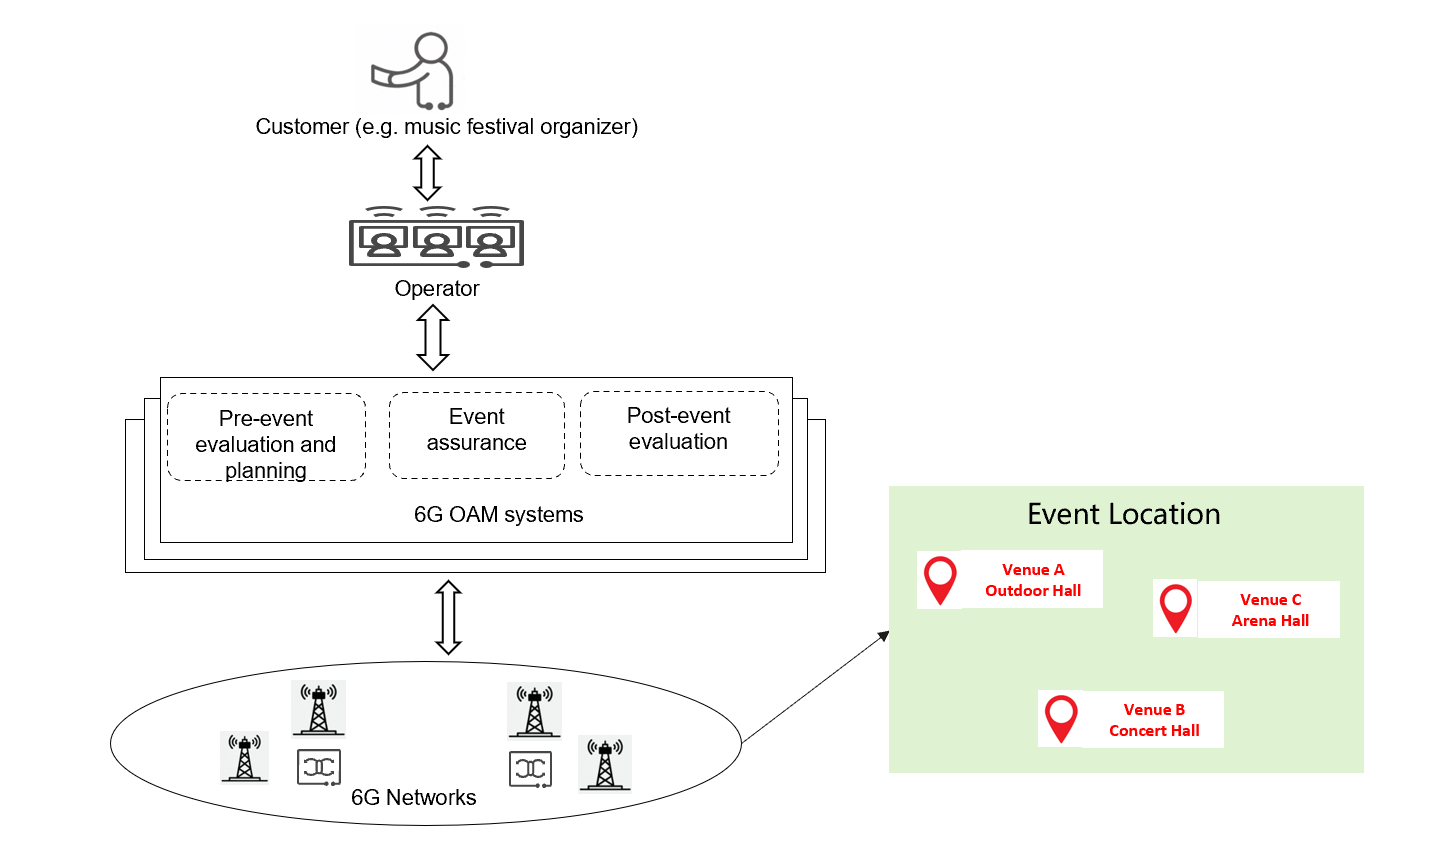 Customer (e.g. music festival organizer)
Operator
Pre-event
evaluation and
planning
Event
assurance
Post-event
evaluation
6G OAM systems
Event Location
Venue A
Outdoor Hall
Venue C
Arena Hall
Venue B
Concert Hall
6G Networks